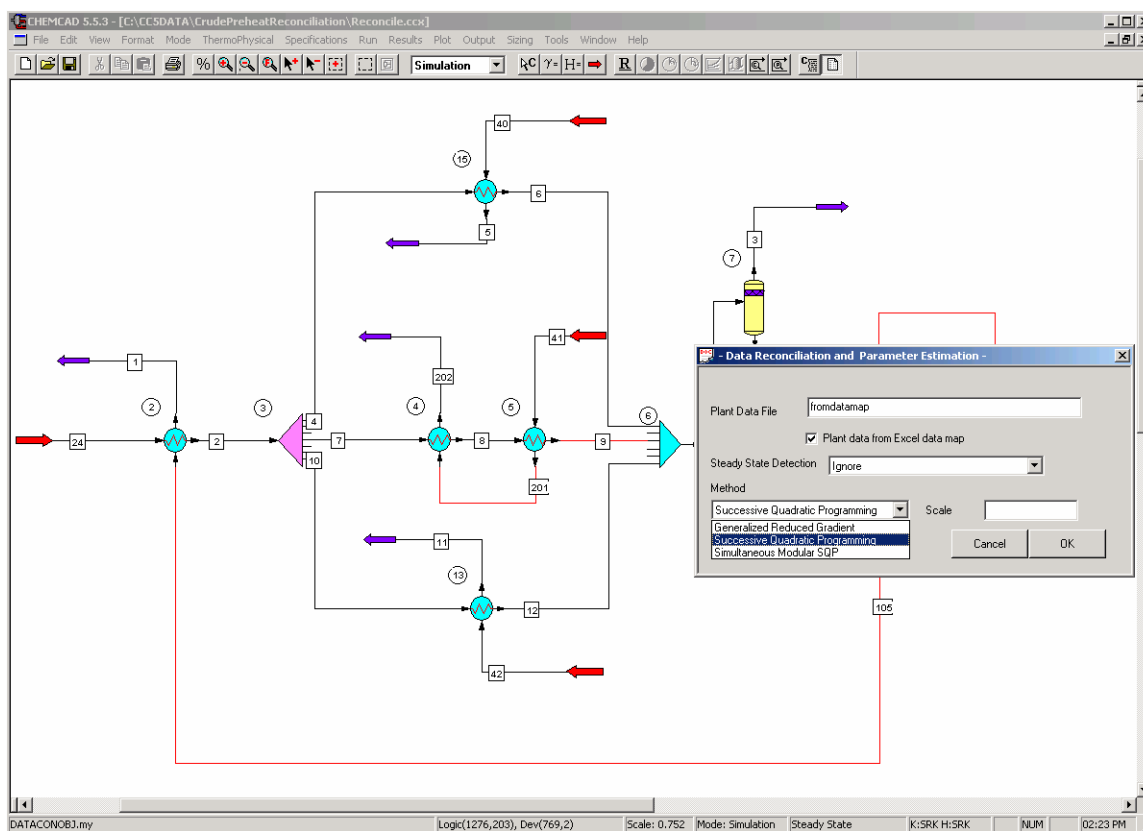 CHEMCAD 5.5.3 - [C:\CC5DATA\CrudePreheatReconciliation\Reconcile.ccx]
File Edit View Format Mode ThermoPhysical Specifications Run Results Plot Output Sizing Tools Window Help
% Simulation C γ= H= R
40
15
6
5
3
7
41
1
202
2
3
4
4
5
6
24
2
7
8
9
10
201
11
13
12
42
105
- Data Reconciliation and Parameter Estimation -
Plant Data File fromdatamap
Plant data from Excel data map
Steady State Detection Ignore
Method
Successive Quadratic Programming Scale
Generalized Reduced Gradient
Successive Quadratic Programming
Simultaneous Modular SQP
Cancel OK
DATACONOBJ.my Logic(1276,203), Dev(769,2) Scale: 0.752 Mode: Simulation Steady State K:SRK H:SRK NUM 02:23 PM